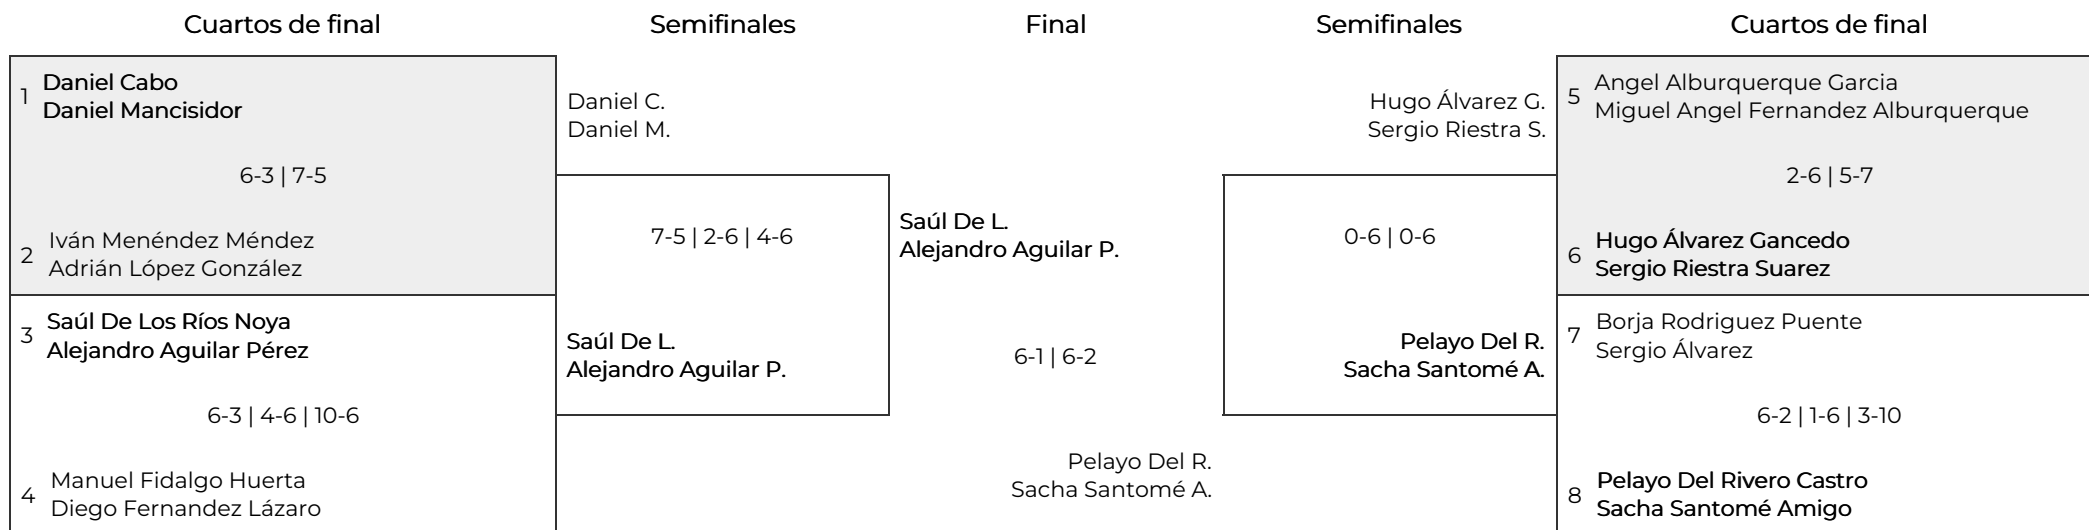 Cuartos de final
Semifinales
Final
Semifinales
Cuartos de final
1
Daniel Cabo
Daniel Mancisidor
6-3 | 7-5
2
Iván Menéndez Méndez
Adrián López González
3
Saúl De Los Ríos Noya
Alejandro Aguilar Pérez
6-3 | 4-6 | 10-6
4
Manuel Fidalgo Huerta
Diego Fernandez Lázaro
Daniel C.
Daniel M.
7-5 | 2-6 | 4-6
Saúl De L.
Alejandro Aguilar P.
Saúl De L.
Alejandro Aguilar P.
6-1 | 6-2
Pelayo Del R.
Sacha Santomé A.
Hugo Álvarez G.
Sergio Riestra S.
0-6 | 0-6
Pelayo Del R.
Sacha Santomé A.
5
Angel Alburquerque Garcia
Miguel Angel Fernandez Alburquerque
2-6 | 5-7
6
Hugo Álvarez Gancedo
Sergio Riestra Suarez
7
Borja Rodriguez Puente
Sergio Álvarez
6-2 | 1-6 | 3-10
8
Pelayo Del Rivero Castro
Sacha Santomé Amigo